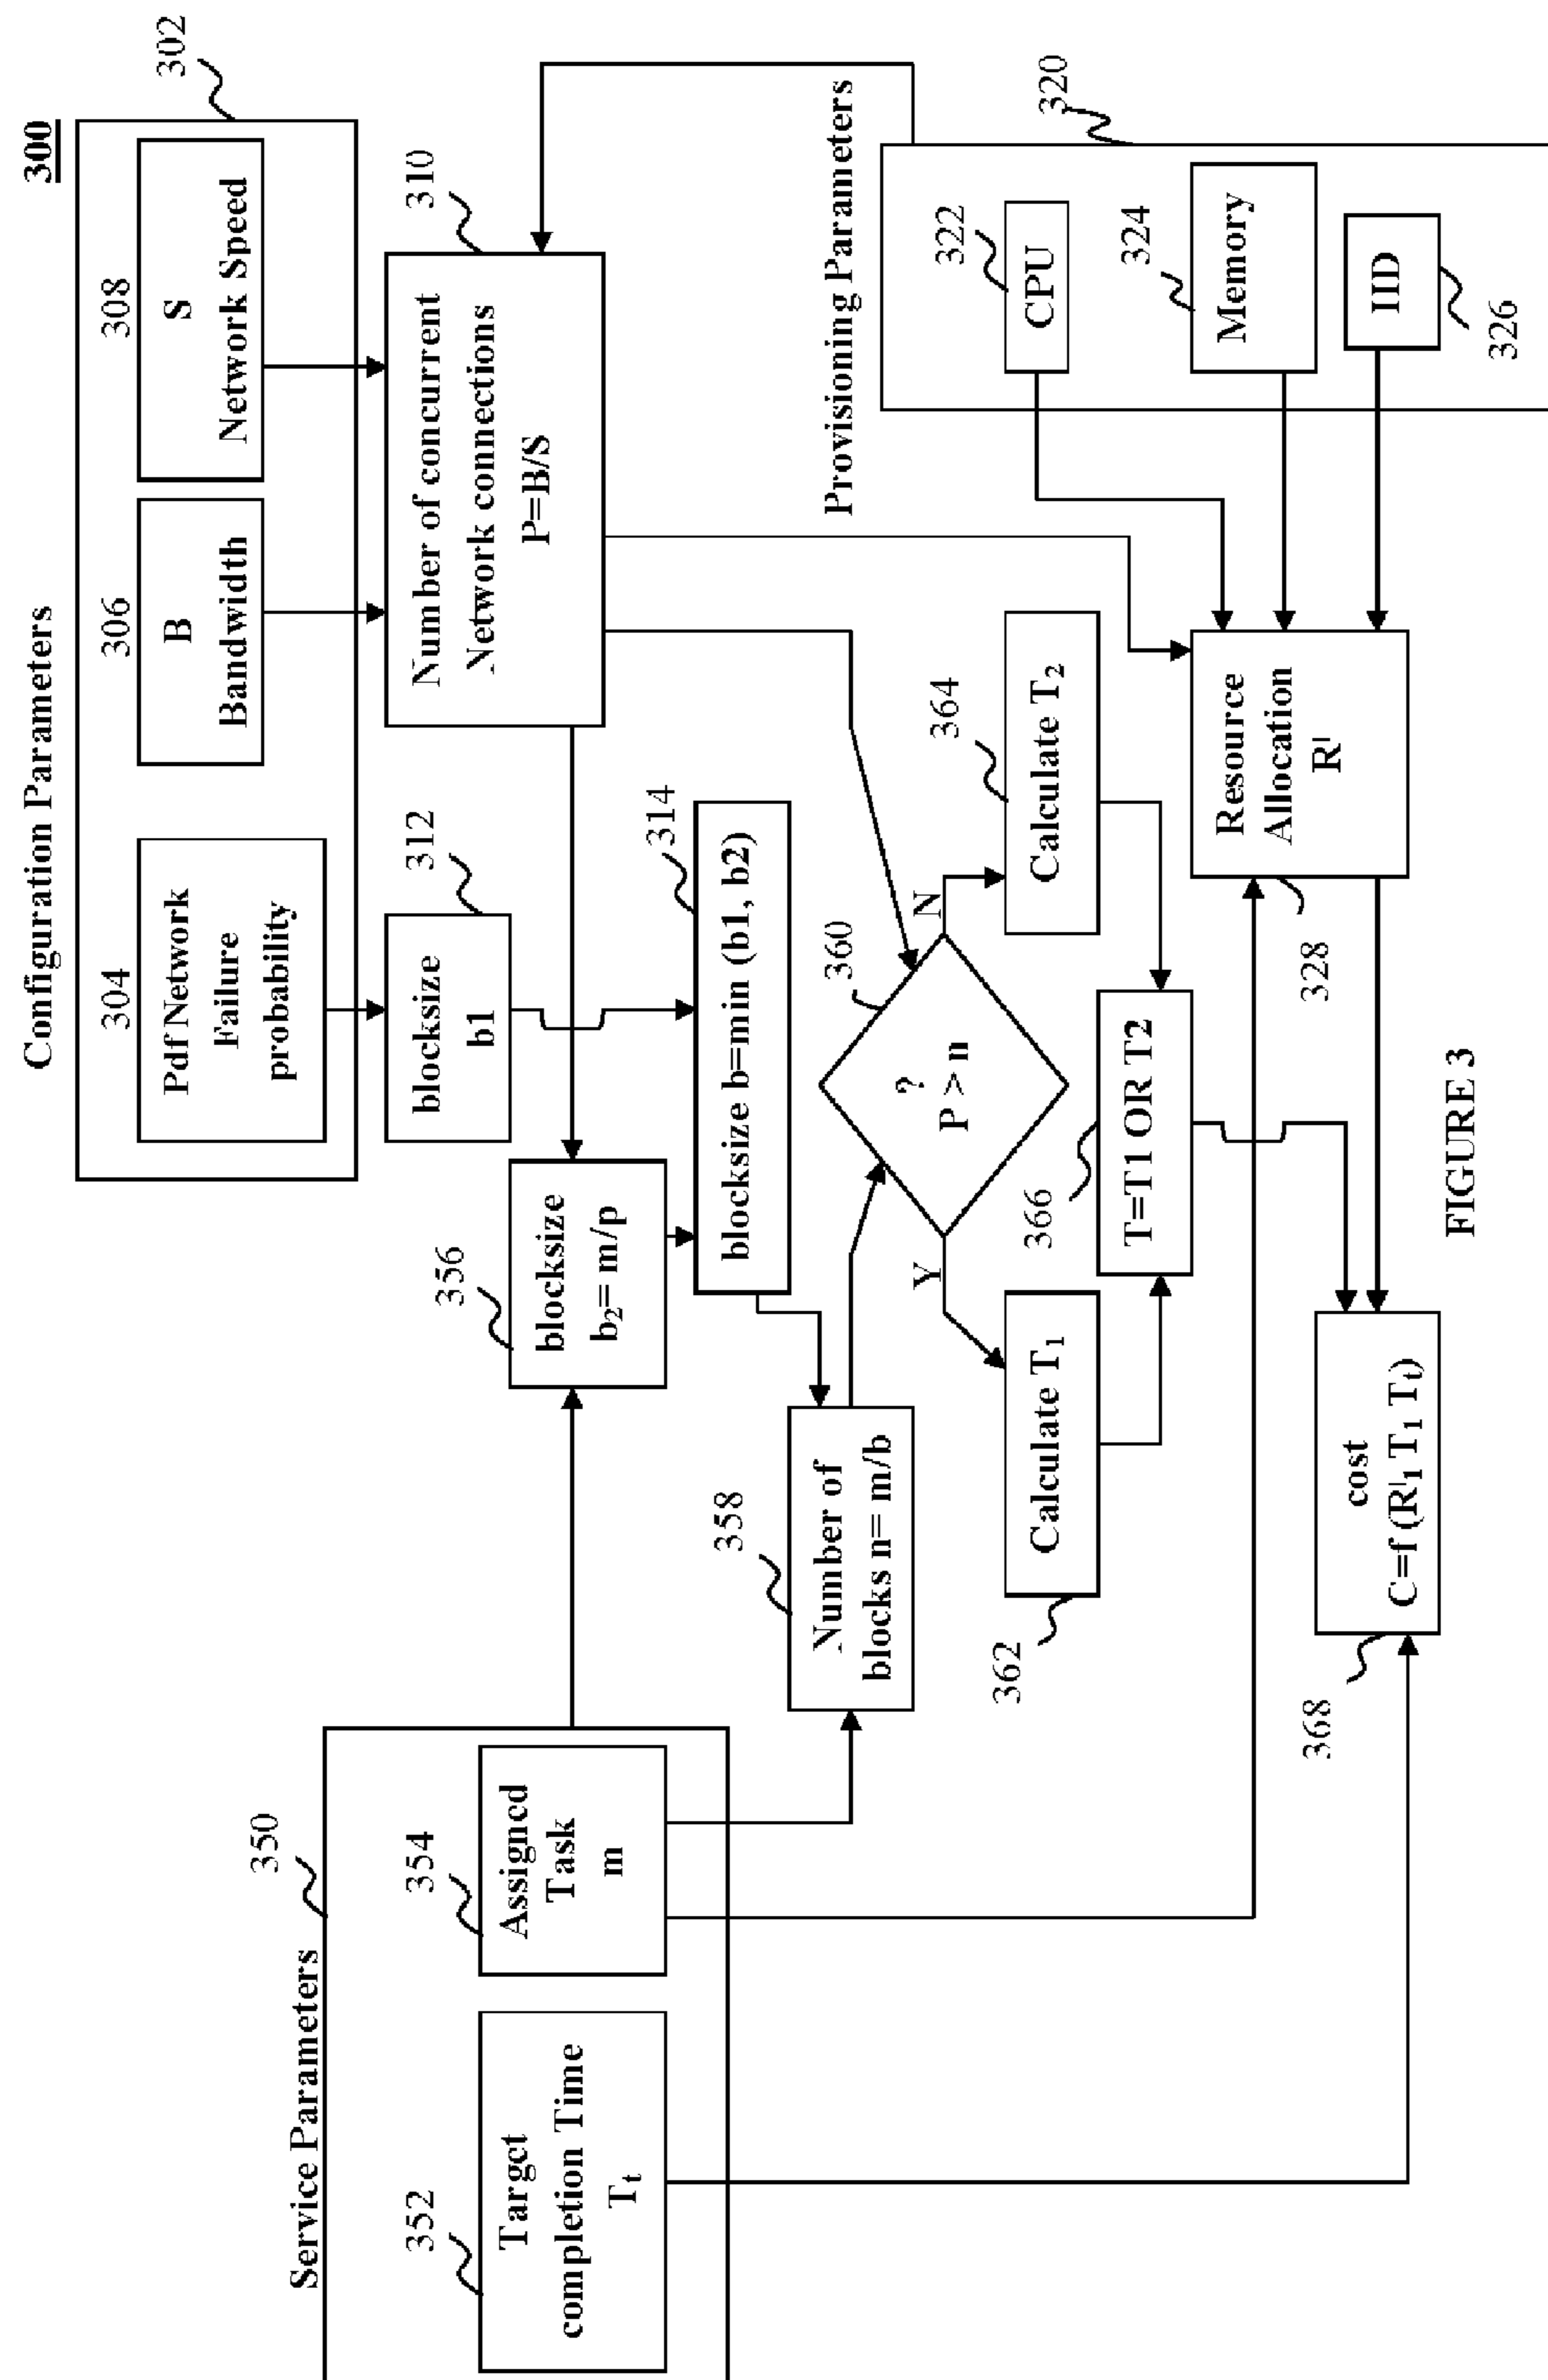 300
Configuration Parameters
302
304
Pdf Network
Failure
probability
306
B
Bandwidth
308
S
Network Speed
310
Number of concurrent
Network connections
P=B/S
312
blocksize
b1
356
blocksize
b₂= m/p
314
blocksize b=min (b1, b2)
Service Parameters
350
352
Target
completion Time
Tₜ
354
Assigned
Task
m
358
Number of
blocks n= m/b
360
?
P > n
Y
N
362
Calculate T₁
364
Calculate T₂
366
T=T1 OR T2
Provisioning Parameters
320
322
CPU
324
Memory
IID
326
Resource
Allocation
R'
328
368
cost
C=f (R'₁ T₁ Tₜ)
FIGURE 3